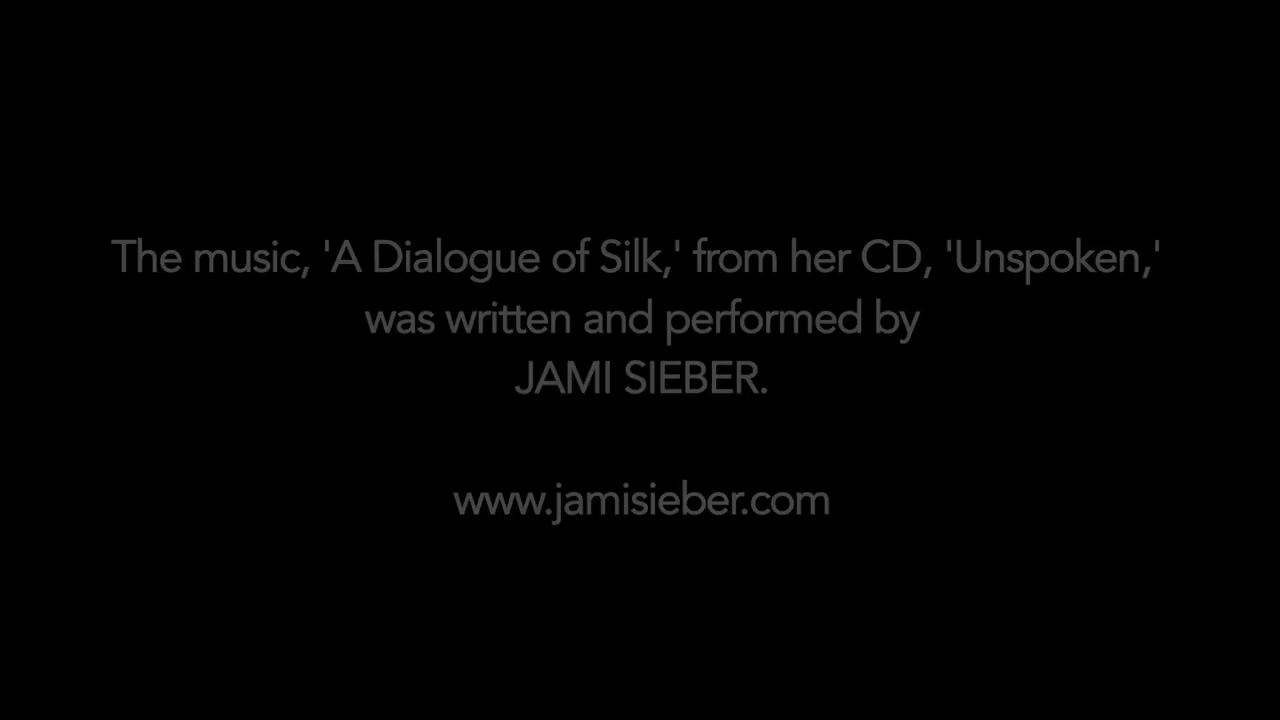 The music, 'A Dialogue of Silk,' from her CD, 'Unspoken,'
was written and performed by
JAMI SIEBER.
www.jamisieber.com